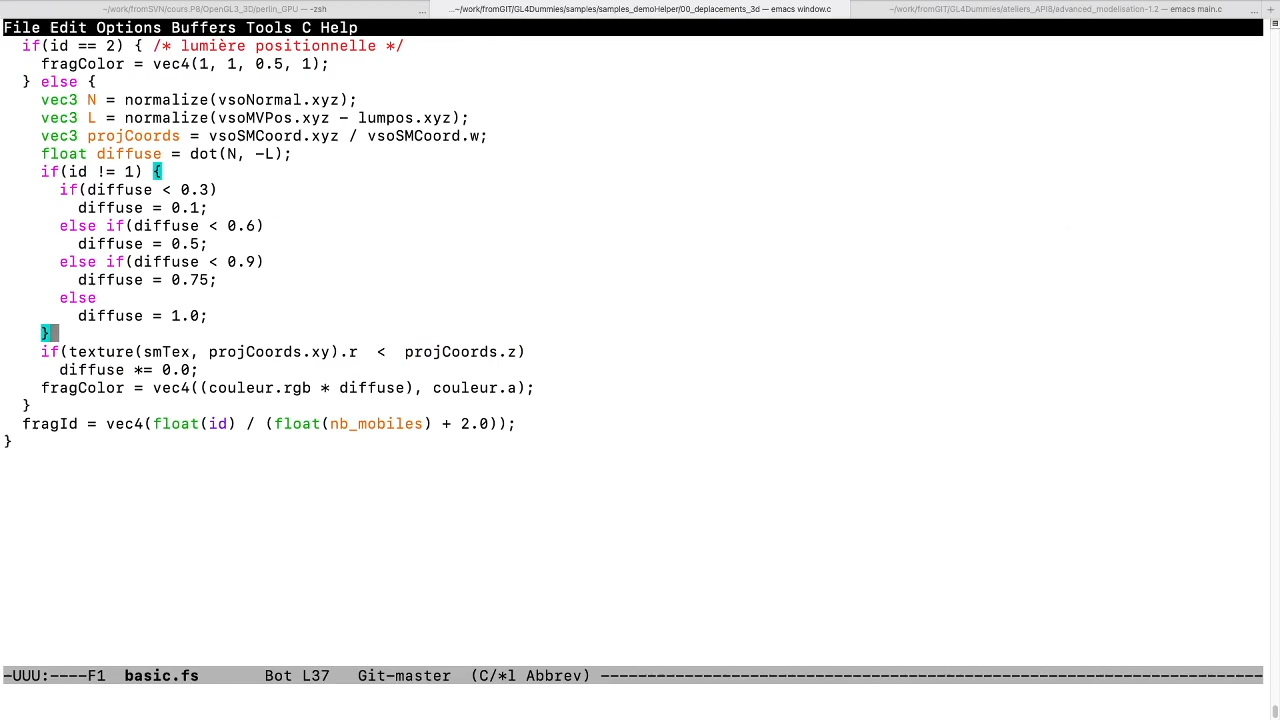 ~/work/fromSVN/cours.P8/OpenGL3_3D/perlin_GPU — -zsh ... ...~/work/fromGIT/GL4Dummies/samples/samples_demoHelper/00_deplacements_3d — emacs window.c ~/work/fromGIT/GL4Dummies/ateliers_API8/advanced_modelisation-1.2 — emacs main.c ... +
File Edit Options Buffers Tools C Help
if(id == 2) { /* lumière positionnelle */
fragColor = vec4(1, 1, 0.5, 1);
} else {
vec3 N = normalize(vsoNormal.xyz);
vec3 L = normalize(vsoMVPos.xyz - lumpos.xyz);
vec3 projCoords = vsoSMCoord.xyz / vsoSMCoord.w;
float diffuse = dot(N, -L);
if(id != 1) {
if(diffuse < 0.3)
diffuse = 0.1;
else if(diffuse < 0.6)
diffuse = 0.5;
else if(diffuse < 0.9)
diffuse = 0.75;
else
diffuse = 1.0;
}
if(texture(smTex, projCoords.xy).r  <  projCoords.z)
diffuse *= 0.0;
fragColor = vec4((couleur.rgb * diffuse), couleur.a);
}
fragId = vec4(float(id) / (float(nb_mobiles) + 2.0));
}
-UUU:----F1  basic.fs       Bot L37   Git-master  (C/*l Abbrev) -----------------------------------------------------------------------